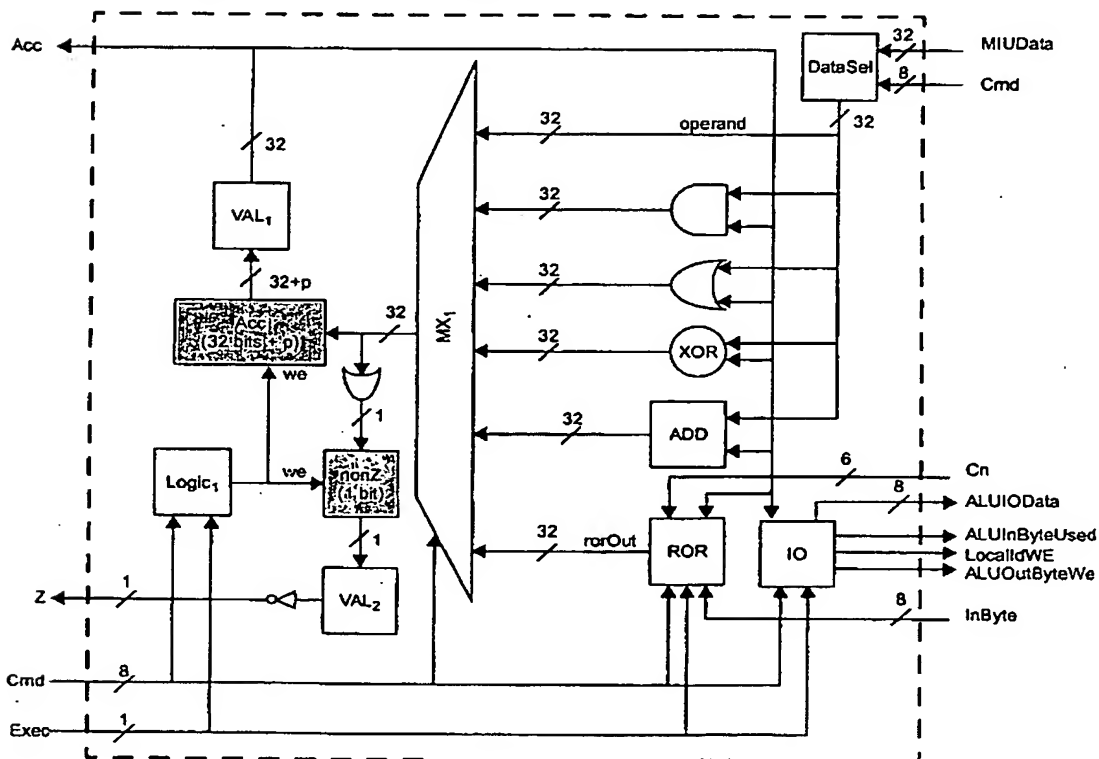 Acc
32
MIUData
DataSel
8
Cmd
32
32
operand
32
32
VAL1
32+p
32
Acc
(32 bits(+ p))
32
MX1
32
XOR
we
1
32
ADD
6
Cn
Logic1
we
nonZ
(1 bit)
8
ALUIOData
1
32
rorOut
ROR
IO
ALUInByteUsed
LocalIdWE
ALUOutByteWe
Z
1
VAL2
8
InByte
Cmd
8
Exec
1